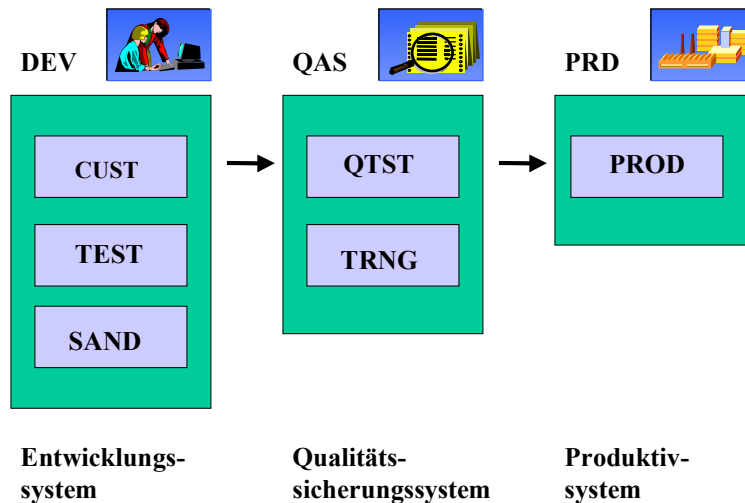 DEV
QAS
PRD
CUST
TEST
SAND
QTST
TRNG
PROD
Entwicklungs-
system
Qualitäts-
sicherungssystem
Produktiv-
system